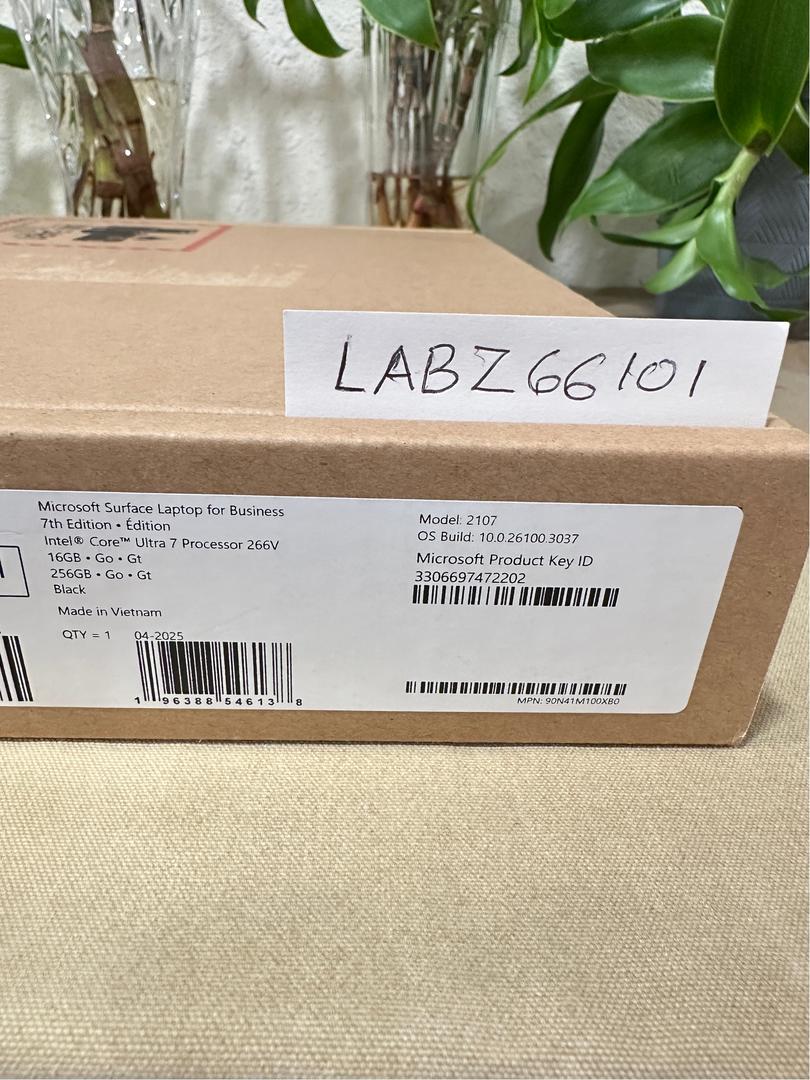 LABZ66101
Microsoft Surface Laptop for Business
7th Edition • Édition
Intel® Core™ Ultra 7 Processor 266V
16GB • Go • Gt
256GB • Go • Gt
Black
Made in Vietnam
QTY = 1 04-2025
1 96388 54613 8
Model: 2107
OS Build: 10.0.26100.3037
Microsoft Product Key ID
3306697472202
MPN: 90N41M100XB0